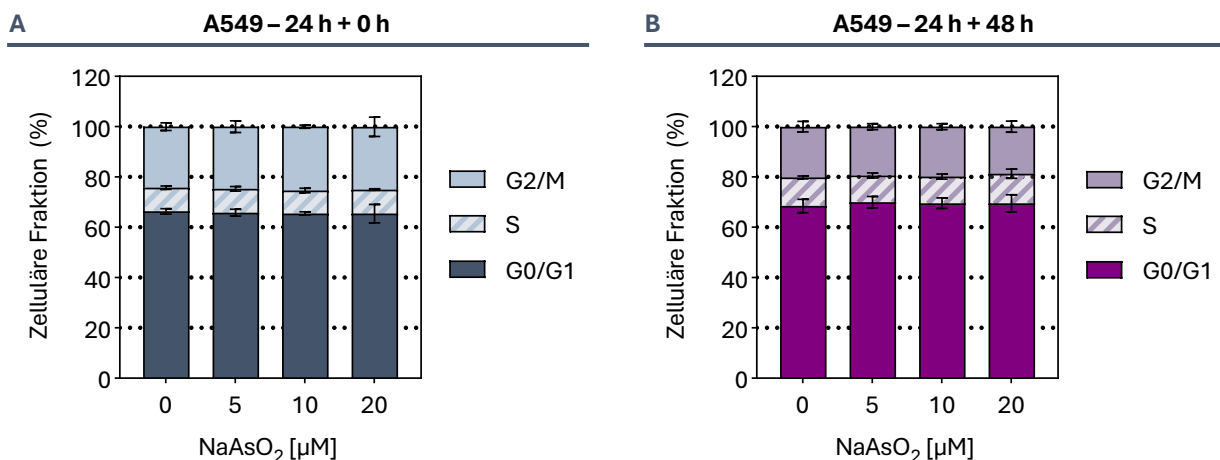 A
A549 – 24 h + 0 h
Zelluläre Fraktion (%)
120
100
80
60
40
20
0
0 5 10 20
NaAsO₂ [µM]
G2/M
S
G0/G1
B
A549 – 24 h + 48 h
Zelluläre Fraktion (%)
120
100
80
60
40
20
0
0 5 10 20
NaAsO₂ [µM]
G2/M
S
G0/G1